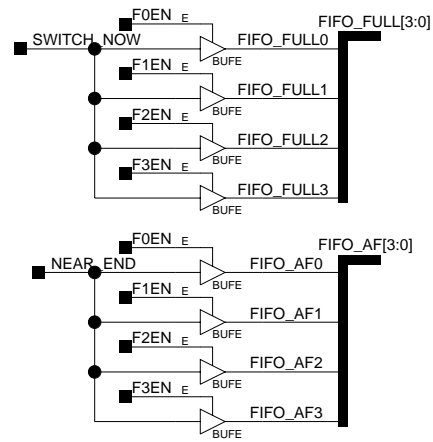 F0EN E
FIFO_FULL[3:0]
SWITCH_NOW
FIFO_FULL0
BUFE
F1EN E
FIFO_FULL1
BUFE
F2EN E
FIFO_FULL2
BUFE
F3EN E
FIFO_FULL3
BUFE
F0EN E
FIFO_AF[3:0]
NEAR_END
FIFO_AF0
BUFE
F1EN E
FIFO_AF1
BUFE
F2EN E
FIFO_AF2
BUFE
F3EN E
FIFO_AF3
BUFE